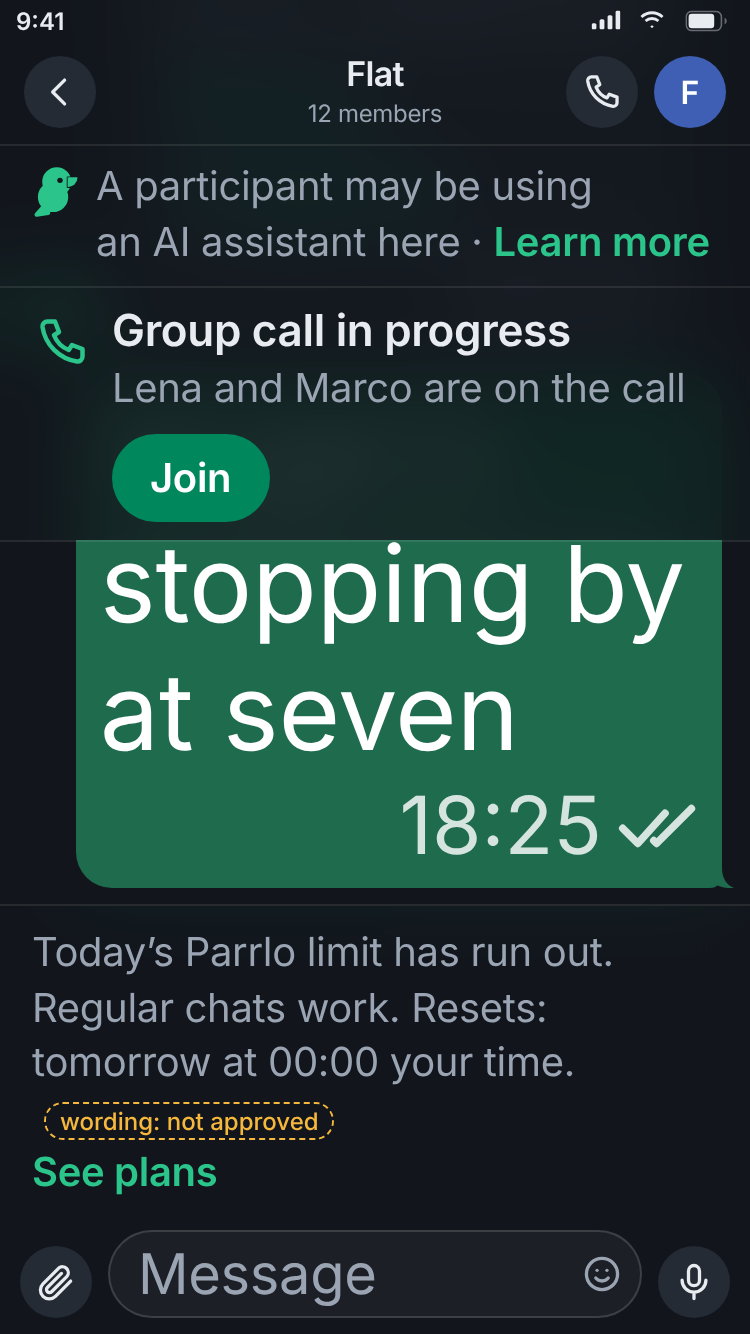 9:41
Flat
12 members
F
A participant may be using
an AI assistant here · Learn more
Group call in progress
Lena and Marco are on the call
Join
stopping by
at seven
18:25
Today’s Parrlo limit has run out.
Regular chats work. Resets:
tomorrow at 00:00 your time.
wording: not approved
See plans
Message